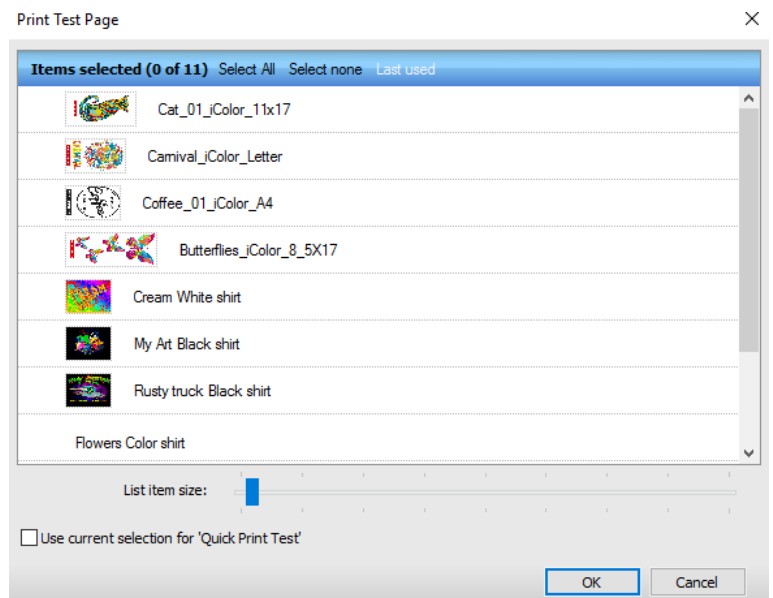 Print Test Page
Items selected (0 of 11) Select All Select none Last used
Cat_01_iColor_11x17
Carnival_iColor_Letter
Coffee_01_iColor_A4
Butterflies_iColor_8_5X17
Cream White shirt
My Art Black shirt
Rusty truck Black shirt
Flowers Color shirt
List item size:
Use current selection for 'Quick Print Test'
OK Cancel